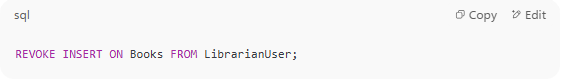 sql Copy Edit
REVOKE INSERT ON Books FROM LibrarianUser;